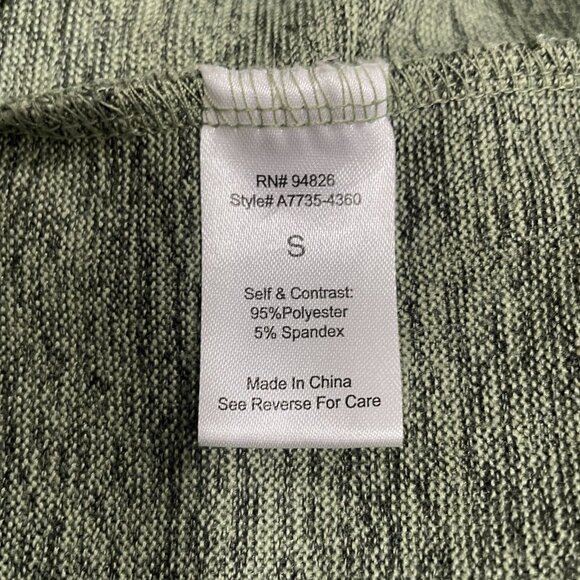 RN# 94826
Style# A7735-4360
S
Self & Contrast:
95%Polyester
5% Spandex
Made In China
See Reverse For Care